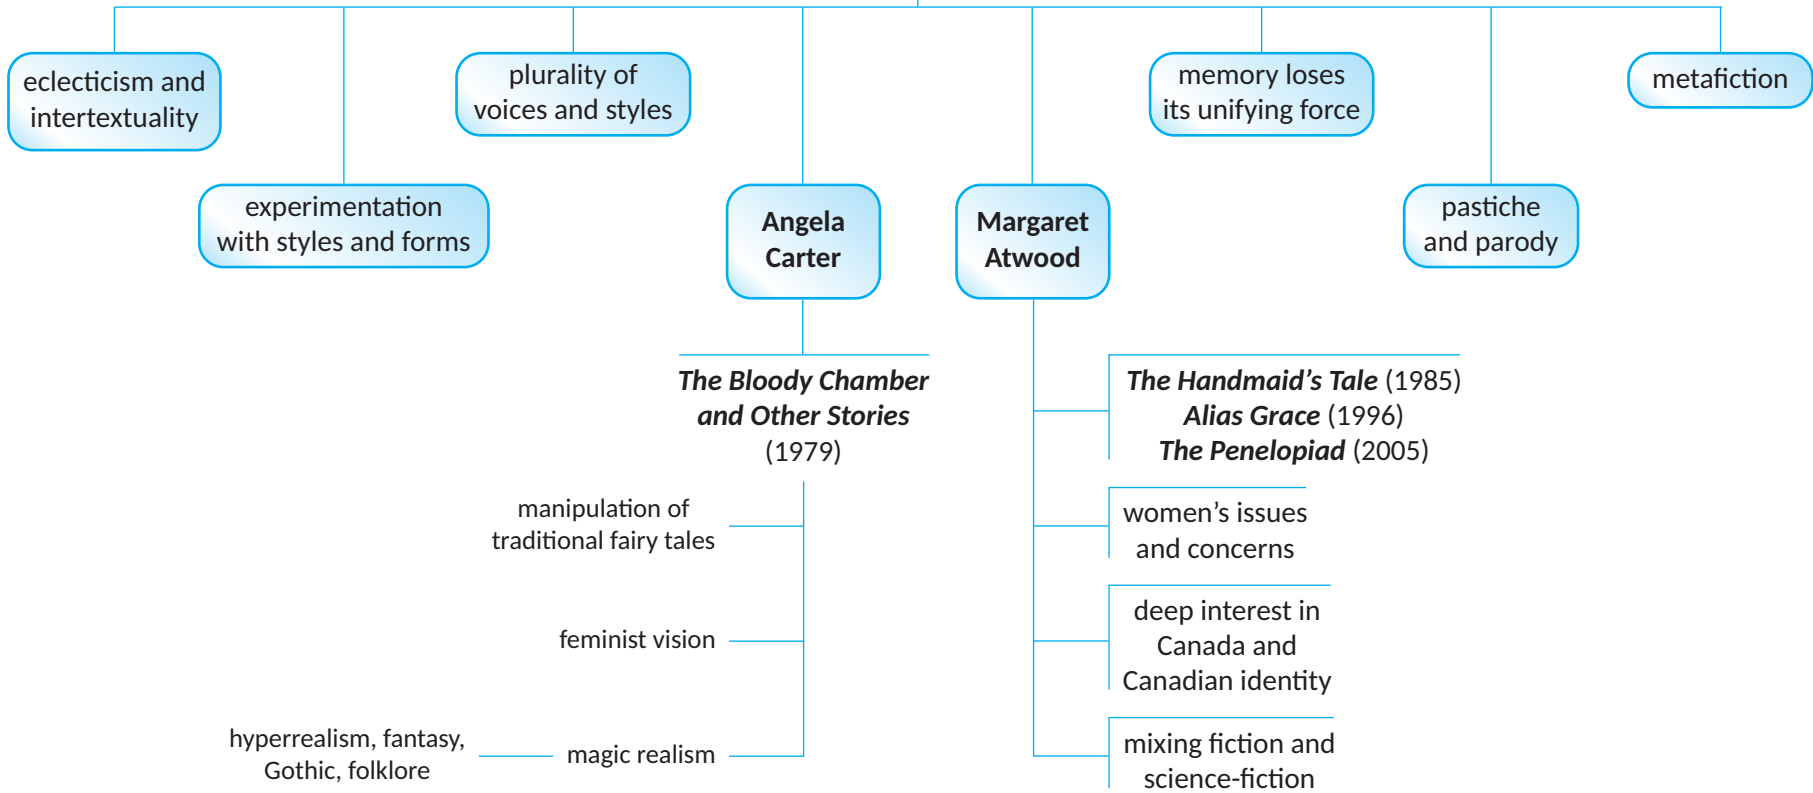 eclecticism and
intertextuality
plurality of
voices and styles
memory loses
its unifying force
metafiction
experimentation
with styles and forms
Angela
Carter
Margaret
Atwood
pastiche
and parody
The Bloody Chamber
and Other Stories
(1979)
manipulation of
traditional fairy tales
feminist vision
magic realism
hyperrealism, fantasy,
Gothic, folklore
The Handmaid’s Tale (1985)
Alias Grace (1996)
The Penelopiad (2005)
women’s issues
and concerns
deep interest in
Canada and
Canadian identity
mixing fiction and
science-fiction